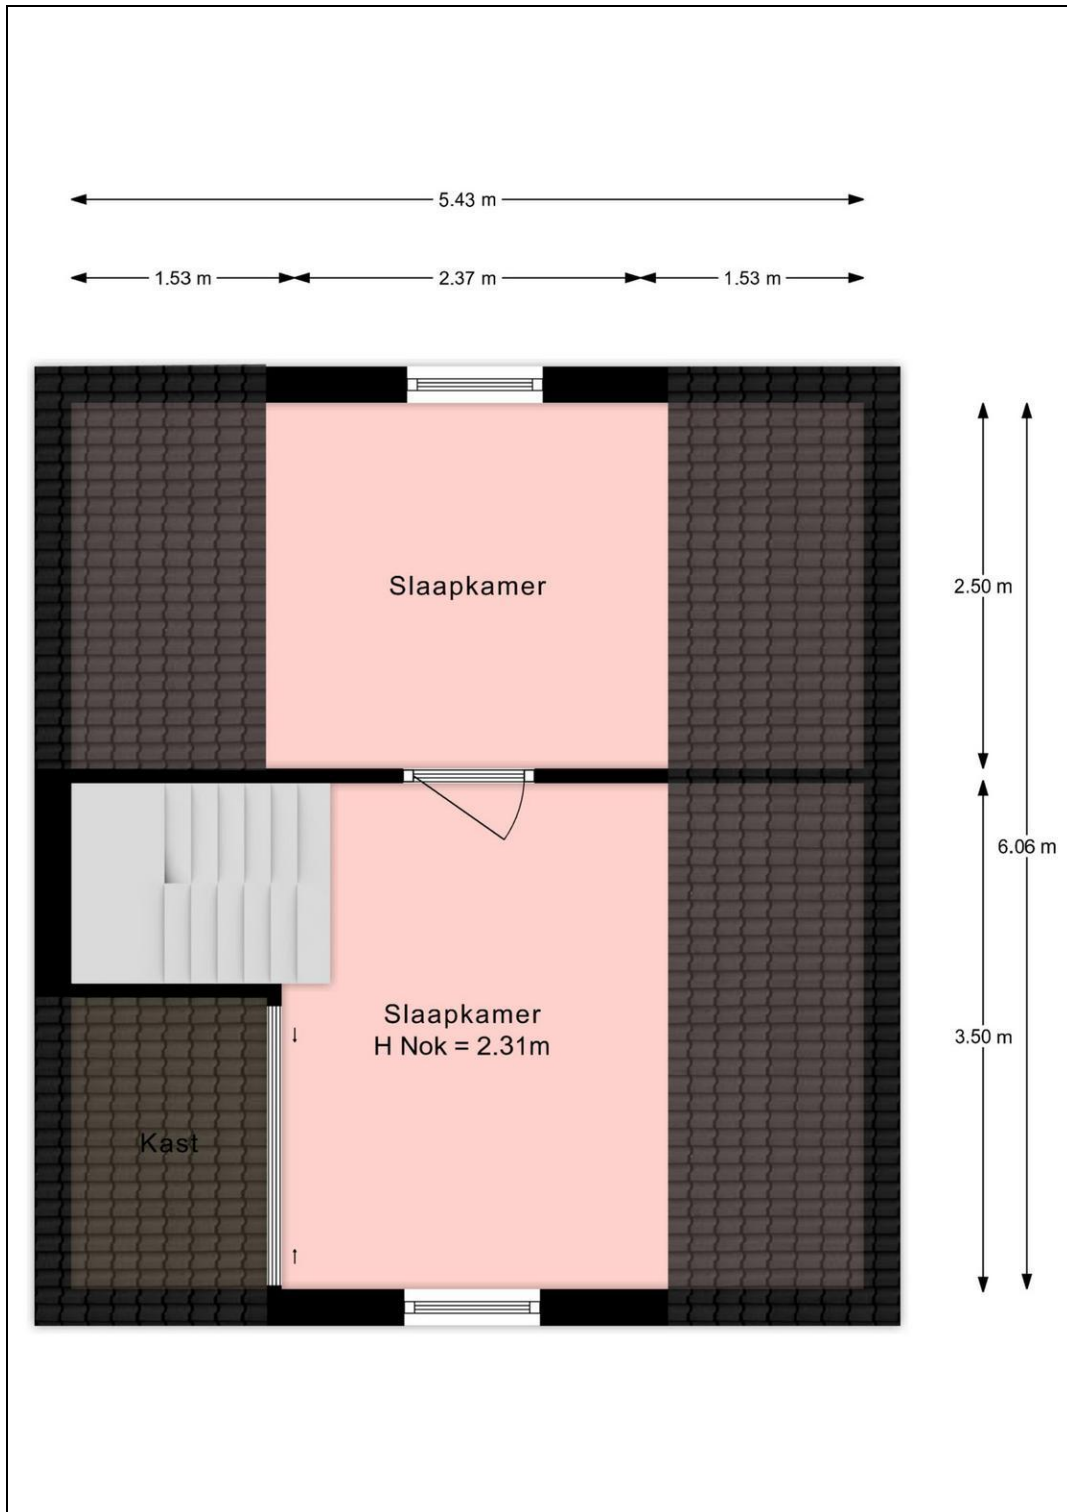 5.43 m
1.53 m 2.37 m 1.53 m
Slaapkamer
2.50 m
6.06 m
Slaapkamer
H Nok = 2.31m
3.50 m
Kast